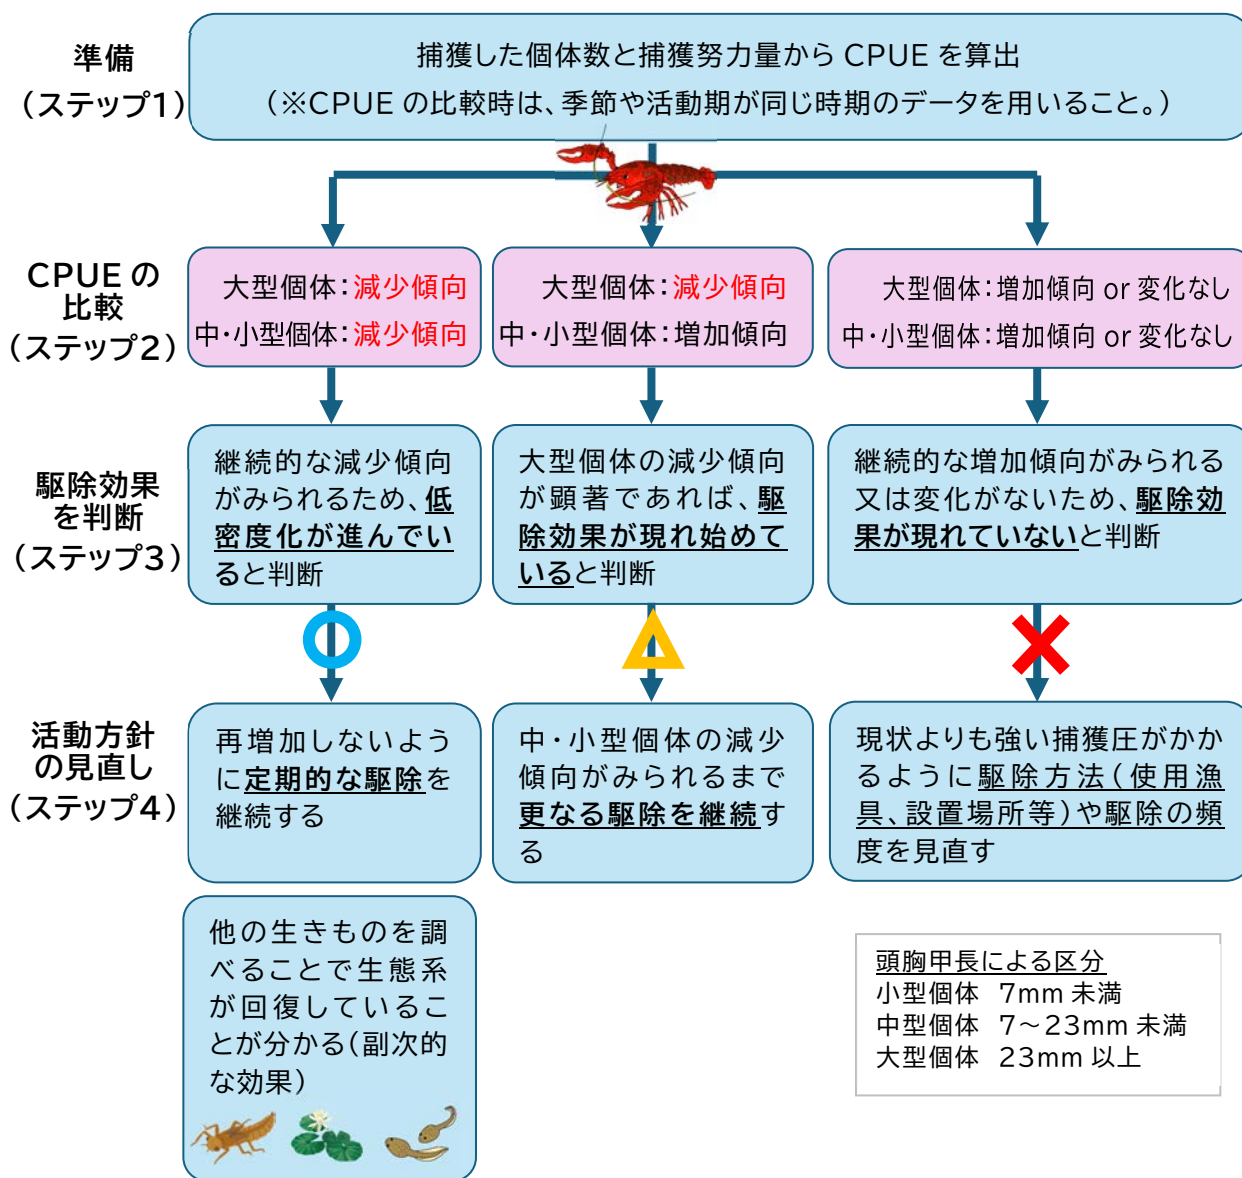 準備
（ステップ1）
捕獲した個体数と捕獲努力量から CPUE を算出
（※CPUE の比較時は、季節や活動期が同じ時期のデータを用いること。）
CPUE の
比較
（ステップ2）
大型個体：減少傾向
中・小型個体：減少傾向
大型個体：減少傾向
中・小型個体：増加傾向
大型個体：増加傾向 or 変化なし
中・小型個体：増加傾向 or 変化なし
駆除効果
を判断
（ステップ3）
継続的な減少傾向
がみられるため、低
密度化が進んでい
ると判断
大型個体の減少傾向
が顕著であれば、駆
除効果が現れ始めて
いると判断
継続的な増加傾向がみられる
又は変化がないため、駆除効
果が現れていないと判断
活動方針
の見直し
（ステップ4）
再増加しないよう
に定期的な駆除を
継続する
中・小型個体の減少
傾向がみられるまで
更なる駆除を継続す
る
現状よりも強い捕獲圧がかか
るように駆除方法（使用漁
具、設置場所等）や駆除の頻
度を見直す
他の生きものを調
べることで生態系
が回復しているこ
とが分かる（副次的
な効果）
頭胸甲長による区分
小型個体 7mm 未満
中型個体 7～23mm 未満
大型個体 23mm 以上